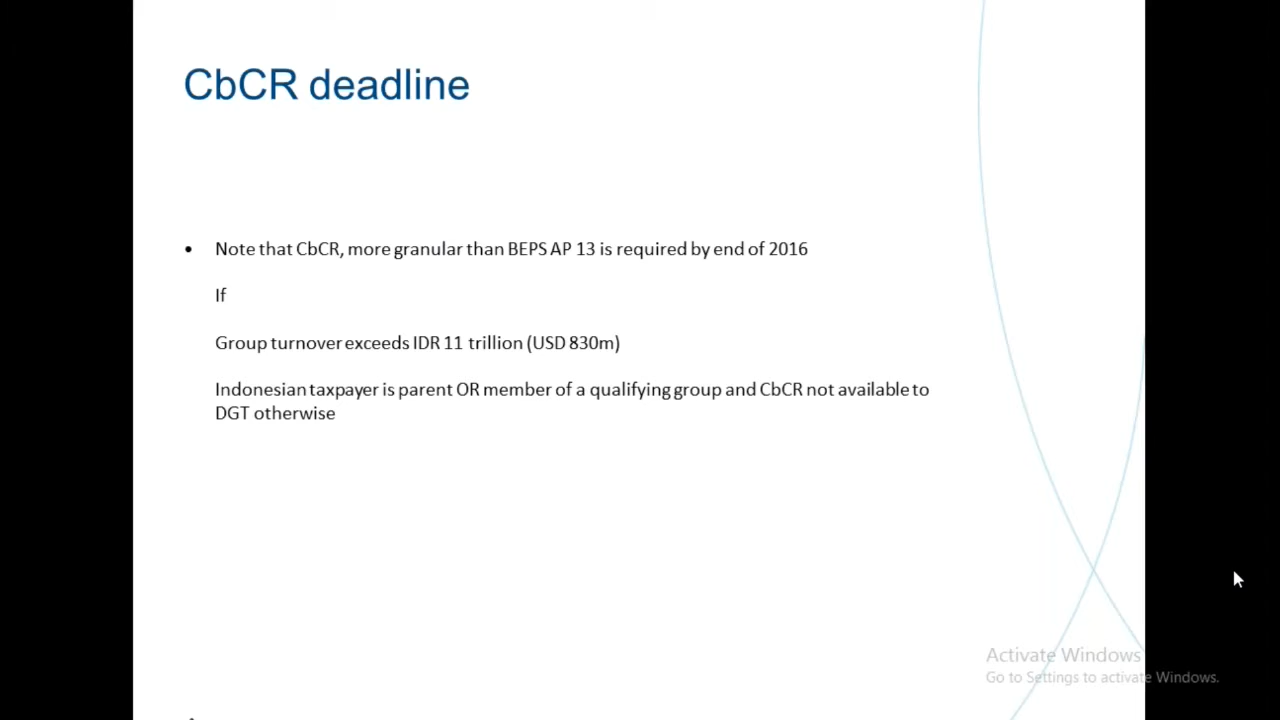 CbCR deadline
• Note that CbCR, more granular than BEPS AP 13 is required by end of 2016
If
Group turnover exceeds IDR 11 trillion (USD 830m)
Indonesian taxpayer is parent OR member of a qualifying group and CbCR not available to
DGT otherwise
Activate Windows
Go to Settings to activate Windows.